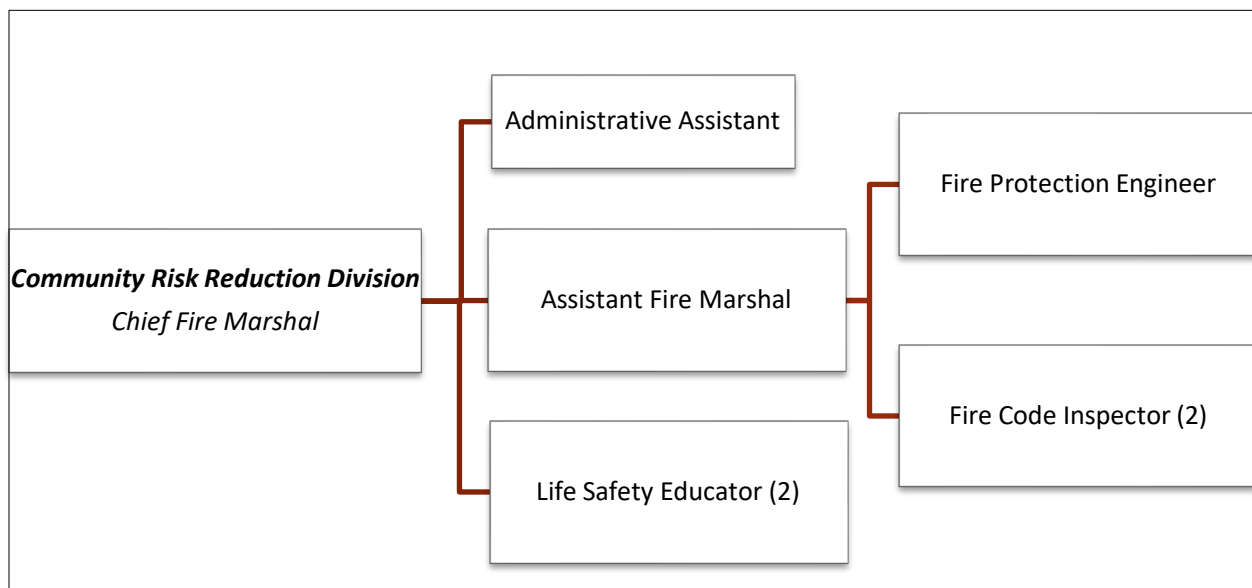 Community Risk Reduction Division
Chief Fire Marshal
Administrative Assistant
Assistant Fire Marshal
Life Safety Educator (2)
Fire Protection Engineer
Fire Code Inspector (2)